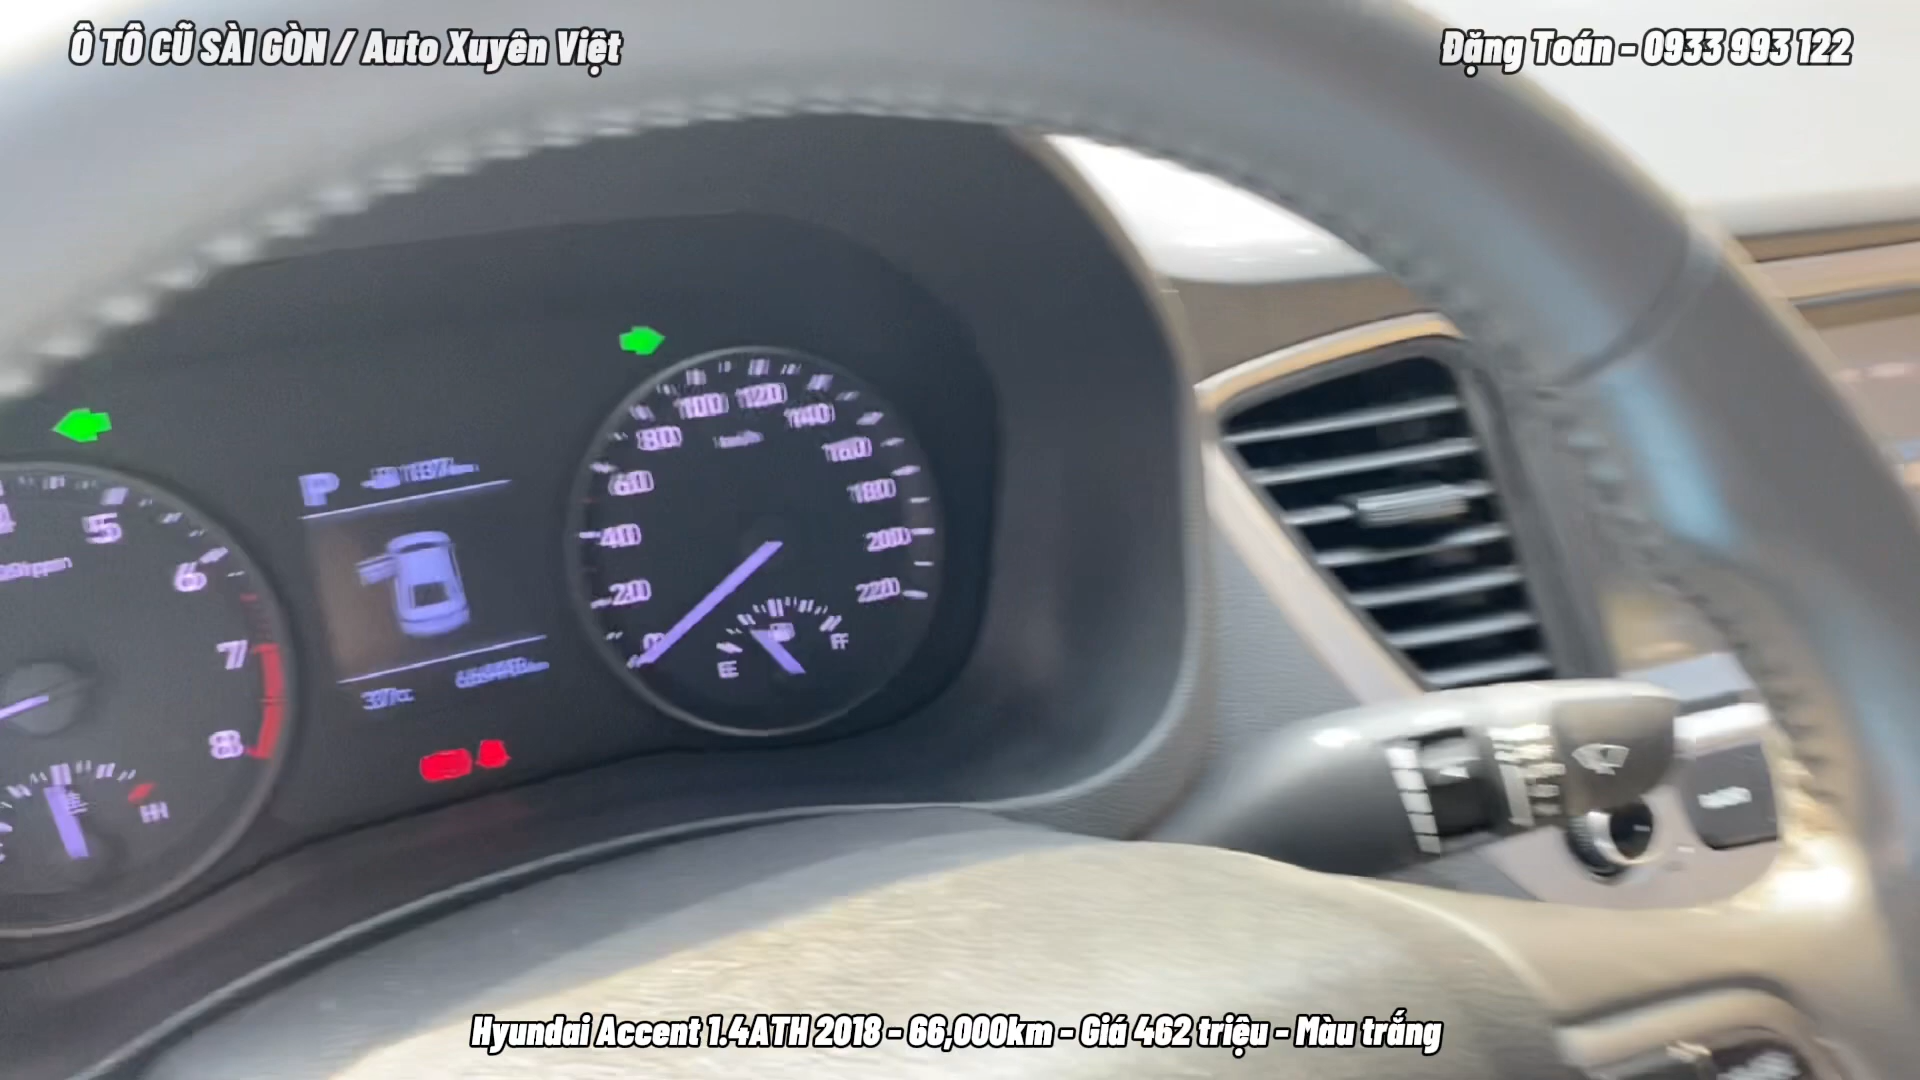 Ô TÔ CŨ SÀI GÒN / Auto Xuyên Việt
Đặng Toán - 0933 993 122
100 120
80 140
km/h
60 160
P
180
5
40 200
6
20 220
0
E F
7
8
H
Hyundai Accent 1.4ATH 2018 - 66,000km - Giá 462 triệu - Màu trắng